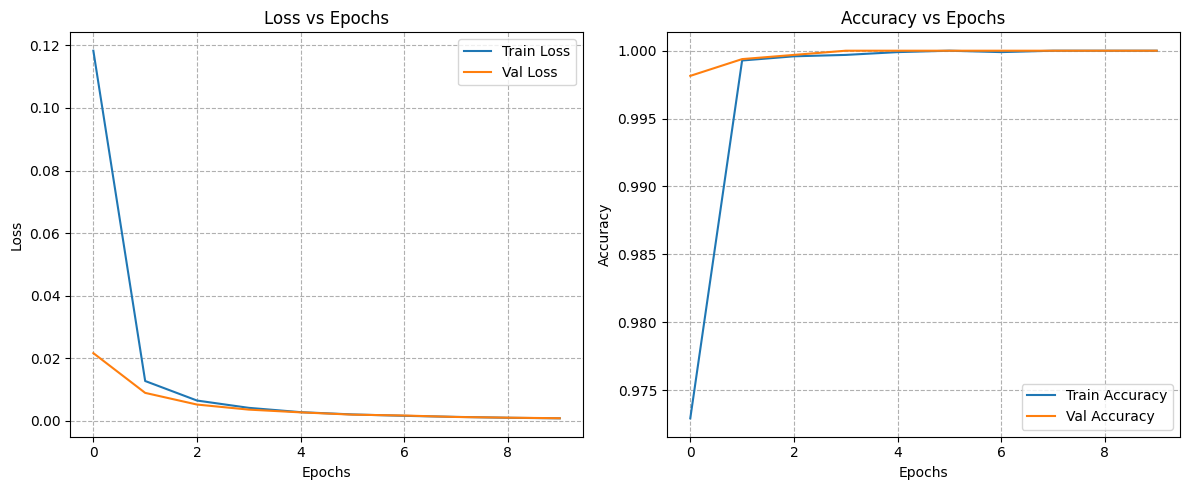 Loss vs Epochs
Train Loss
Val Loss
0.12
0.10
0.08
0.06
0.04
0.02
0.00
Loss
0
2
4
6
8
Epochs
Accuracy vs Epochs
1.000
0.995
0.990
0.985
0.980
0.975
Accuracy
Train Accuracy
Val Accuracy
0
2
4
6
8
Epochs